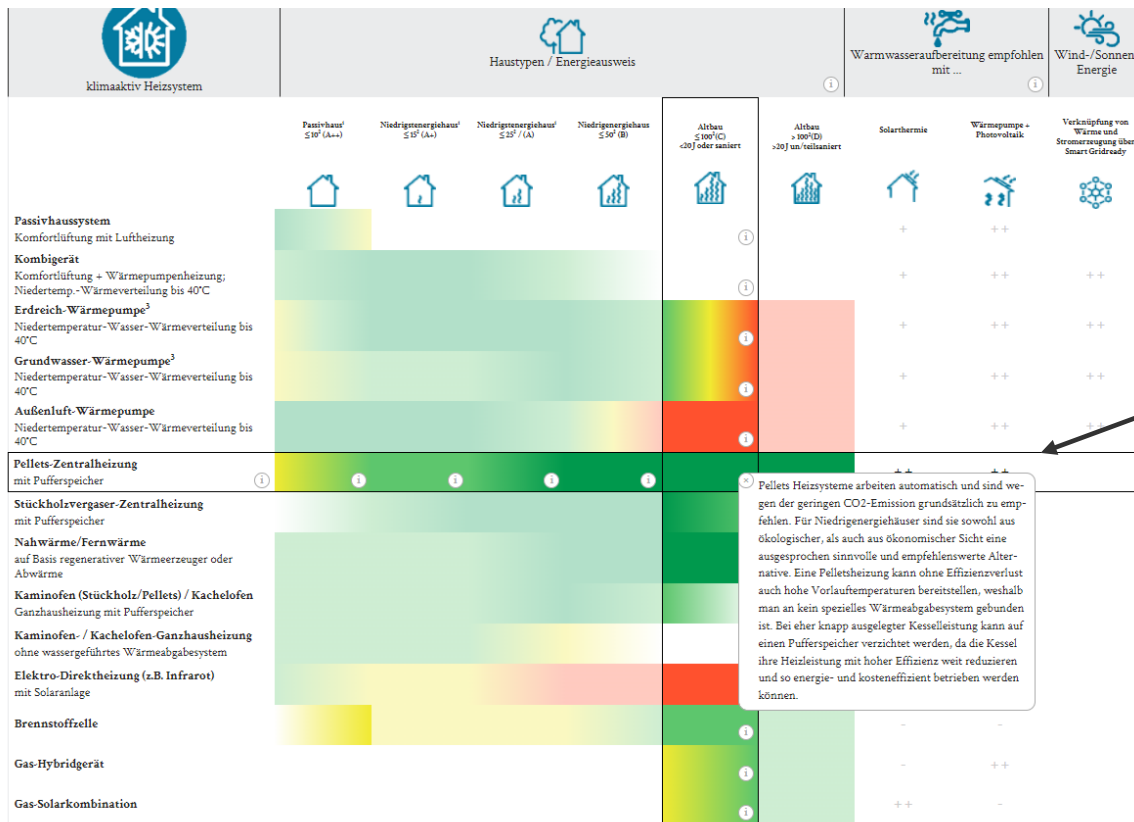 klimaaktiv Heizsystem
Haustypen / Energieausweis
Warmwasseraufbereitung empfohlen
mit ...
Wind-/Sonnen
Energie
Passivhaus¹
≤10² (A++)
Niedrigstenergiehaus¹
≤15² (A+)
Niedrigstenergiehaus¹
≤25² / (A)
Niedrigenergiehaus
≤50² (B)
Altbau
≤100²(C)
<20J oder saniert
Altbau
>100²(D)
>20J un/teilsaniert
Solarthermie
Wärmepumpe +
Photovoltaik
Verknüpfung von
Wärme und
Stromerzeugung über
Smart Gridready
Passivhaussystem
Komfortlüftung mit Luftheizung
+ ++
Kombigerät
Komfortlüftung + Wärmepumpenheizung;
Niedertemp.-Wärmeverteilung bis 40°C
+ ++ ++
Erdreich-Wärmepumpe³
Niedertemperatur-Wasser-Wärmeverteilung bis
40°C
+ ++ ++
Grundwasser-Wärmepumpe³
Niedertemperatur-Wasser-Wärmeverteilung bis
40°C
+ ++ ++
Außenluft-Wärmepumpe
Niedertemperatur-Wasser-Wärmeverteilung bis
40°C
+ ++ ++
Pellets-Zentralheizung
mit Pufferspeicher
++ ++
Pellets Heizsysteme arbeiten automatisch und sind we-
gen der geringen CO2-Emission grundsätzlich zu emp-
fehlen. Für Niedrigenergiehäuser sind sie sowohl aus
ökologischer, als auch aus ökonomischer Sicht eine
ausgesprochen sinnvolle und empfehlenswerte Alter-
native. Eine Pelletsheizung kann ohne Effizienzverlust
auch hohe Vorlauftemperaturen bereitstellen, weshalb
man an kein spezielles Wärmeabgabesystem gebunden
ist. Bei eher knapp ausgelegter Kesselleistung kann auf
einen Pufferspeicher verzichtet werden, da die Kessel
ihre Heizleistung mit hoher Effizienz weit reduzieren
und so energie- und kosteneffizient betrieben werden
können.
Stückholzvergaser-Zentralheizung
mit Pufferspeicher
Nahwärme/Fernwärme
auf Basis regenerativer Wärmeerzeuger oder
Abwärme
Kaminofen (Stückholz/Pellets) / Kachelofen
Ganzhausheizung mit Pufferspeicher
Kaminofen- / Kachelofen-Ganzhausheizung
ohne wassergeführtes Wärmeabgabesystem
Elektro-Direktheizung (z.B. Infrarot)
mit Solaranlage
Brennstoffzelle
- -
Gas-Hybridgerät
- ++
Gas-Solarkombination
++ -